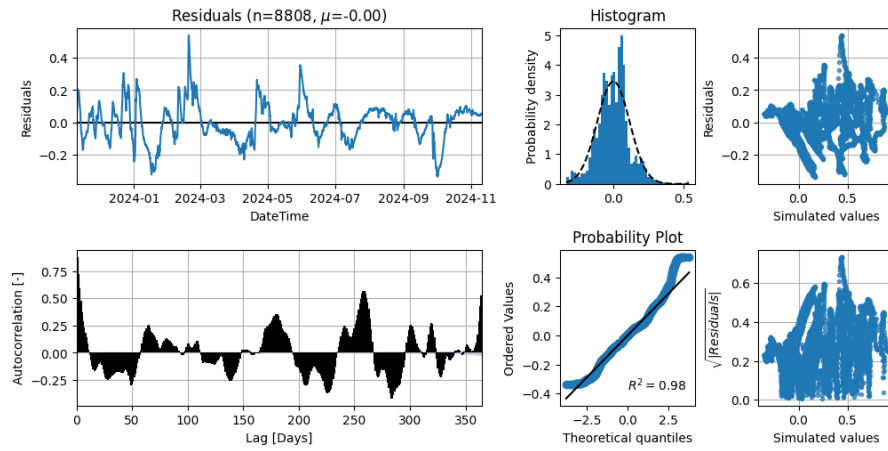 Residuals (n=8808, μ=-0.00)
Residuals
0.4
0.2
0.0
−0.2
2024-01 2024-03 2024-05 2024-07 2024-09 2024-11
DateTime
Histogram
Probability density
5
4
3
2
1
0
0.0 0.5
Residuals
0.4
0.2
0.0
−0.2
0.0 0.5
Simulated values
Autocorrelation [-]
0.75
0.50
0.25
0.00
−0.25
0 50 100 150 200 250 300 350
Lag [Days]
Probability Plot
Ordered Values
0.4
0.2
0.0
−0.2
−0.4
R² = 0.98
−2.5 0.0 2.5
Theoretical quantiles
√|Residuals|
0.6
0.4
0.2
0.0
0.0 0.5
Simulated values